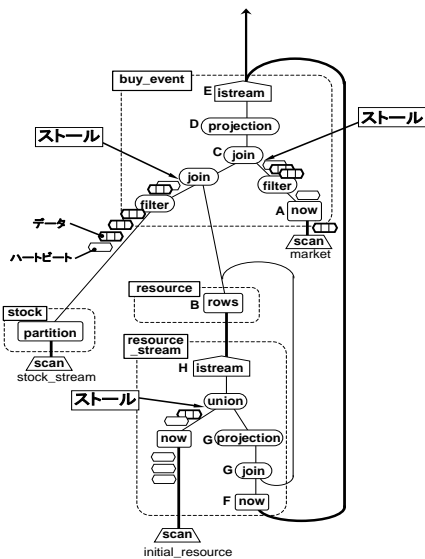 buy_event
E istream
ストール
D projection
ストール
C join
join
filter
filter
データ
A now
ハートビート
scan
market
resource
stock
B rows
partition
resource
_stream
scan
stock_stream
H istream
ストール
union
now
G projection
G join
F now
scan
initial_resource